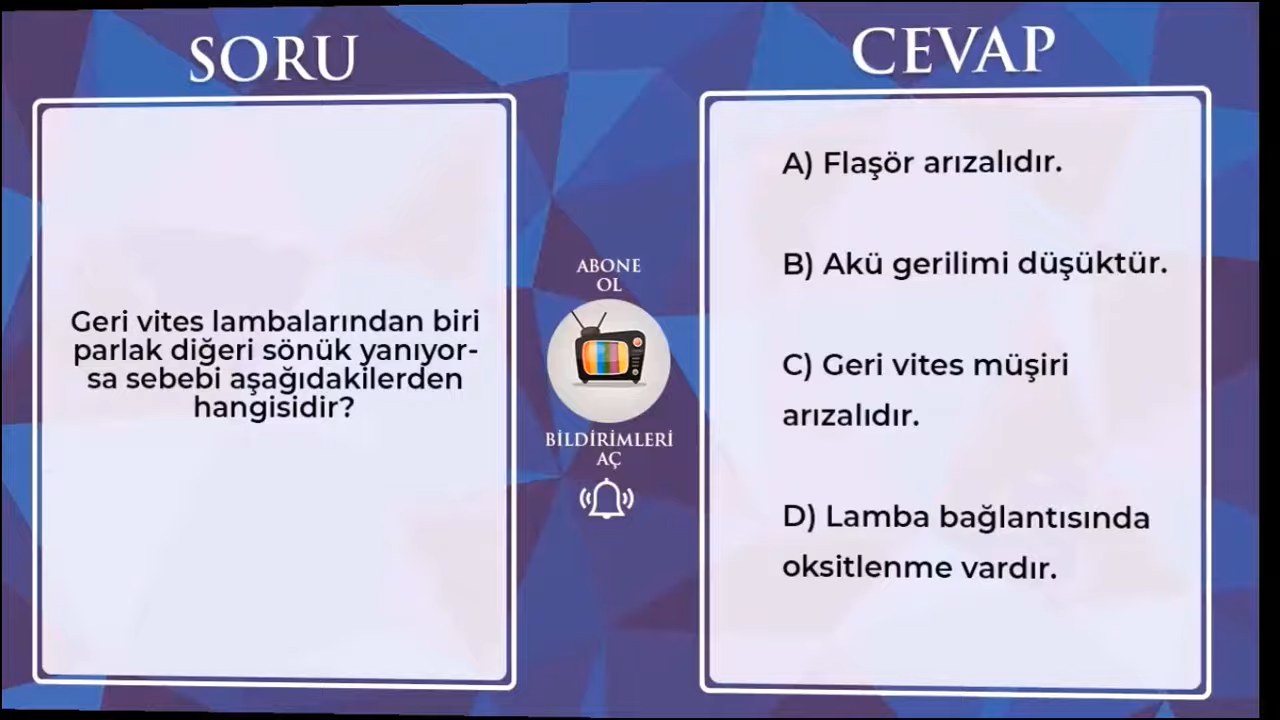 SORU
Geri vites lambalarından biri
parlak diğeri sönük yanıyor-
sa sebebi aşağıdakilerden
hangisidir?
ABONE
OL
BİLDİRİMLERİ
AÇ
CEVAP
A) Flaşör arızalıdır.
B) Akü gerilimi düşüktür.
C) Geri vites müşiri
arızalıdır.
D) Lamba bağlantısında
oksitlenme vardır.